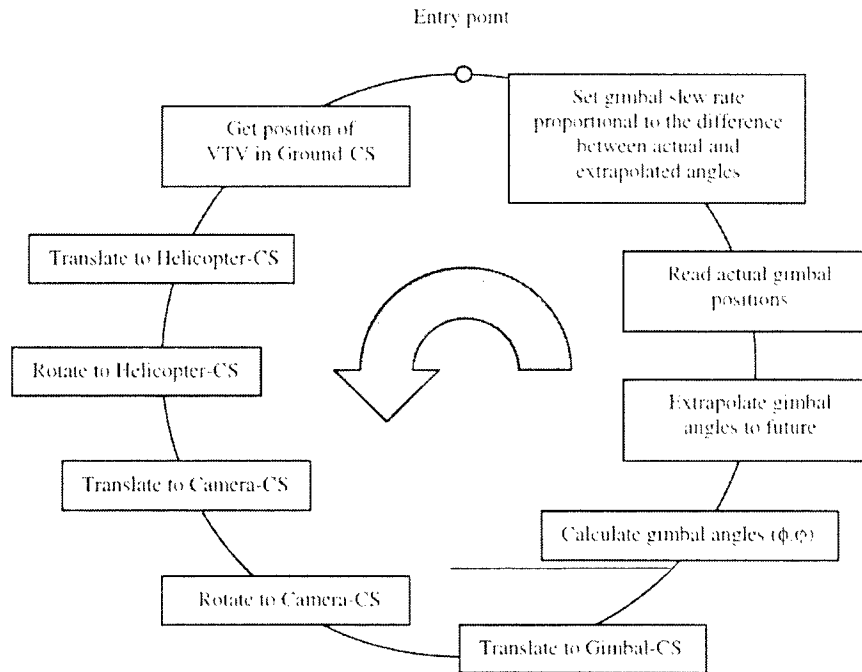 Entry point
Get position of
VTV in Ground-CS
Translate to Helicopter-CS
Rotate to Helicopter-CS
Translate to Camera-CS
Rotate to Camera-CS
Translate to Gimbal-CS
Calculate gimbal angles (ϕ,φ)
Extrapolate gimbal
angles to future
Read actual gimbal
positions
Set gimbal slew rate
proportional to the difference
between actual and
extrapolated angles